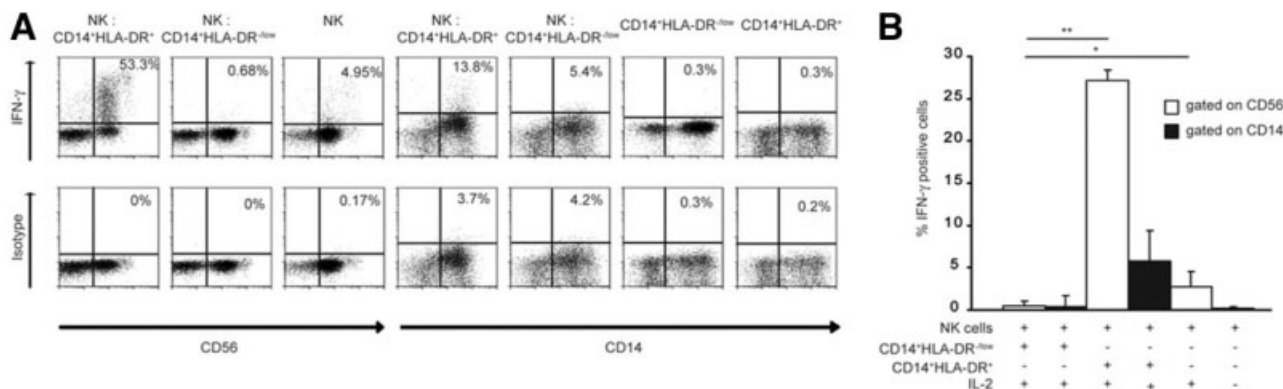 A
NK : CD14⁺HLA-DR⁺
NK : CD14⁺HLA-DR⁻/ˡᵒʷ
NK
NK : CD14⁺HLA-DR⁺
NK : CD14⁺HLA-DR⁻/ˡᵒʷ
CD14⁺HLA-DR⁻/ˡᵒʷ
CD14⁺HLA-DR⁺
IFN-γ
53.3%
0.68%
4.95%
13.8%
5.4%
0.3%
0.3%
Isotype
0%
0%
0.17%
3.7%
4.2%
0.3%
0.2%
CD56
CD14
B
**
*
% IFN-γ positive cells
30
25
20
15
10
5
0
gated on CD56
gated on CD14
NK cells + + + + + +
CD14⁺HLA-DR⁻/ˡᵒʷ + + - - - -
CD14⁺HLA-DR⁺ - - + + - -
IL-2 + + + + + -